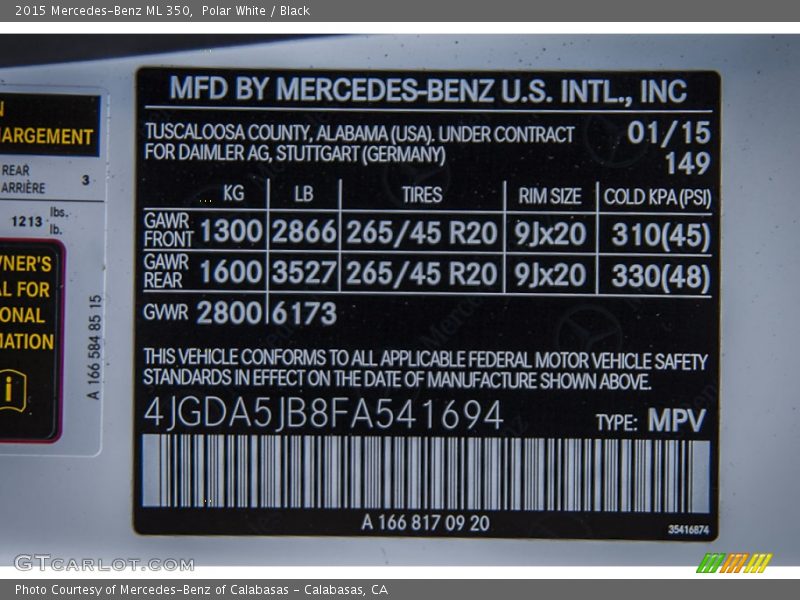 2015 Mercedes-Benz ML 350, Polar White / Black
MFD BY MERCEDES-BENZ U.S. INTL., INC
TUSCALOOSA COUNTY, ALABAMA (USA). UNDER CONTRACT
FOR DAIMLER AG, STUTTGART (GERMANY)
01/15
149
KG LB TIRES RIM SIZE COLD KPA (PSI)
GAWR FRONT 1300 2866 265/45 R20 9Jx20 310(45)
GAWR REAR 1600 3527 265/45 R20 9Jx20 330(48)
GWR 2800 6173
THIS VEHICLE CONFORMS TO ALL APPLICABLE FEDERAL MOTOR VEHICLE SAFETY
STANDARDS IN EFFECT ON THE DATE OF MANUFACTURE SHOWN ABOVE.
4JGDA5JB8FA541694
TYPE: MPV
A 166 817 09 20
35416874
ARGEMENT
REAR
ARRIÈRE
3
1213 lbs.
lb.
NER'S
L FOR
ONAL
MATION
i
A 166 584 85 15
GTCARLOT.COM
Photo Courtesy of Mercedes-Benz of Calabasas - Calabasas, CA